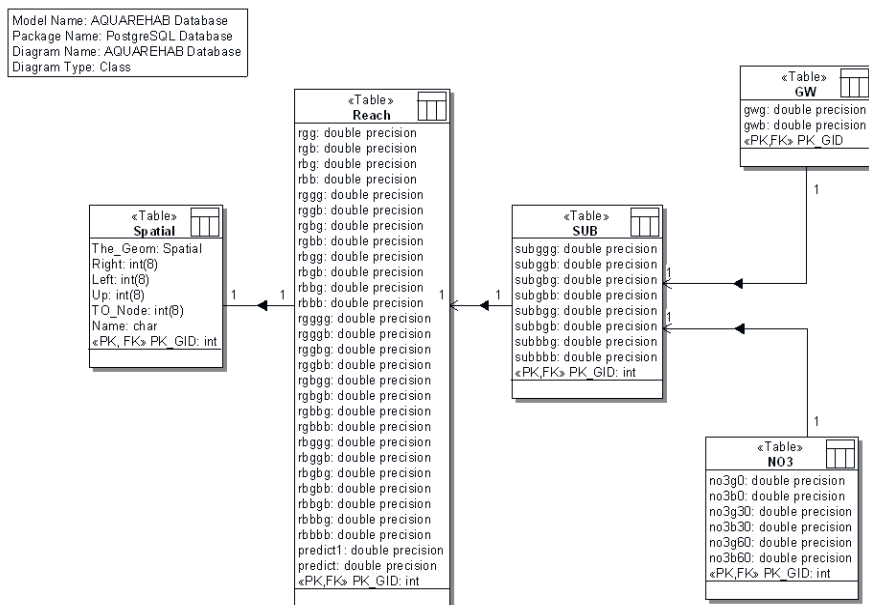 Model Name: AQUAREHAB Database
Package Name: PostgreSQL Database
Diagram Name: AQUAREHAB Database
Diagram Type: Class
«Table»
Spatial
The_Geom: Spatial
Right: int(8)
Left: int(8)
Up: int(8)
TO_Node: int(8)
Name: char
«PK, FK» PK_GID: int
1
1
«Table»
Reach
rgg: double precision
rgb: double precision
rbg: double precision
rbb: double precision
rggg: double precision
rggb: double precision
rgbg: double precision
rgbb: double precision
rbgg: double precision
rbgb: double precision
rbbg: double precision
rbbb: double precision
rgggg: double precision
rgggb: double precision
rggbg: double precision
rggbb: double precision
rgbgg: double precision
rgbgb: double precision
rgbbg: double precision
rbggg: double precision
rbggb: double precision
rbgbg: double precision
rbgbb: double precision
rbbgb: double precision
rbbbg: double precision
rbbbb: double precision
predict1: double precision
predict: double precision
«PK,FK» PK_GID: int
1
1
«Table»
SUB
subggg: double precision
subggb: double precision
subgbg: double precision
subgbb: double precision
subbgg: double precision
subbgb: double precision
subbbg: double precision
subbbb: double precision
«PK,FK» PK_GID: int
1
1
«Table»
GW
gwg: double precision
gwb: double precision
«PK,FK» PK_GID
1
1
«Table»
NO3
no3g0: double precision
no3b0: double precision
no3g30: double precision
no3b30: double precision
no3g60: double precision
no3b60: double precision
«PK,FK» PK_GID: int